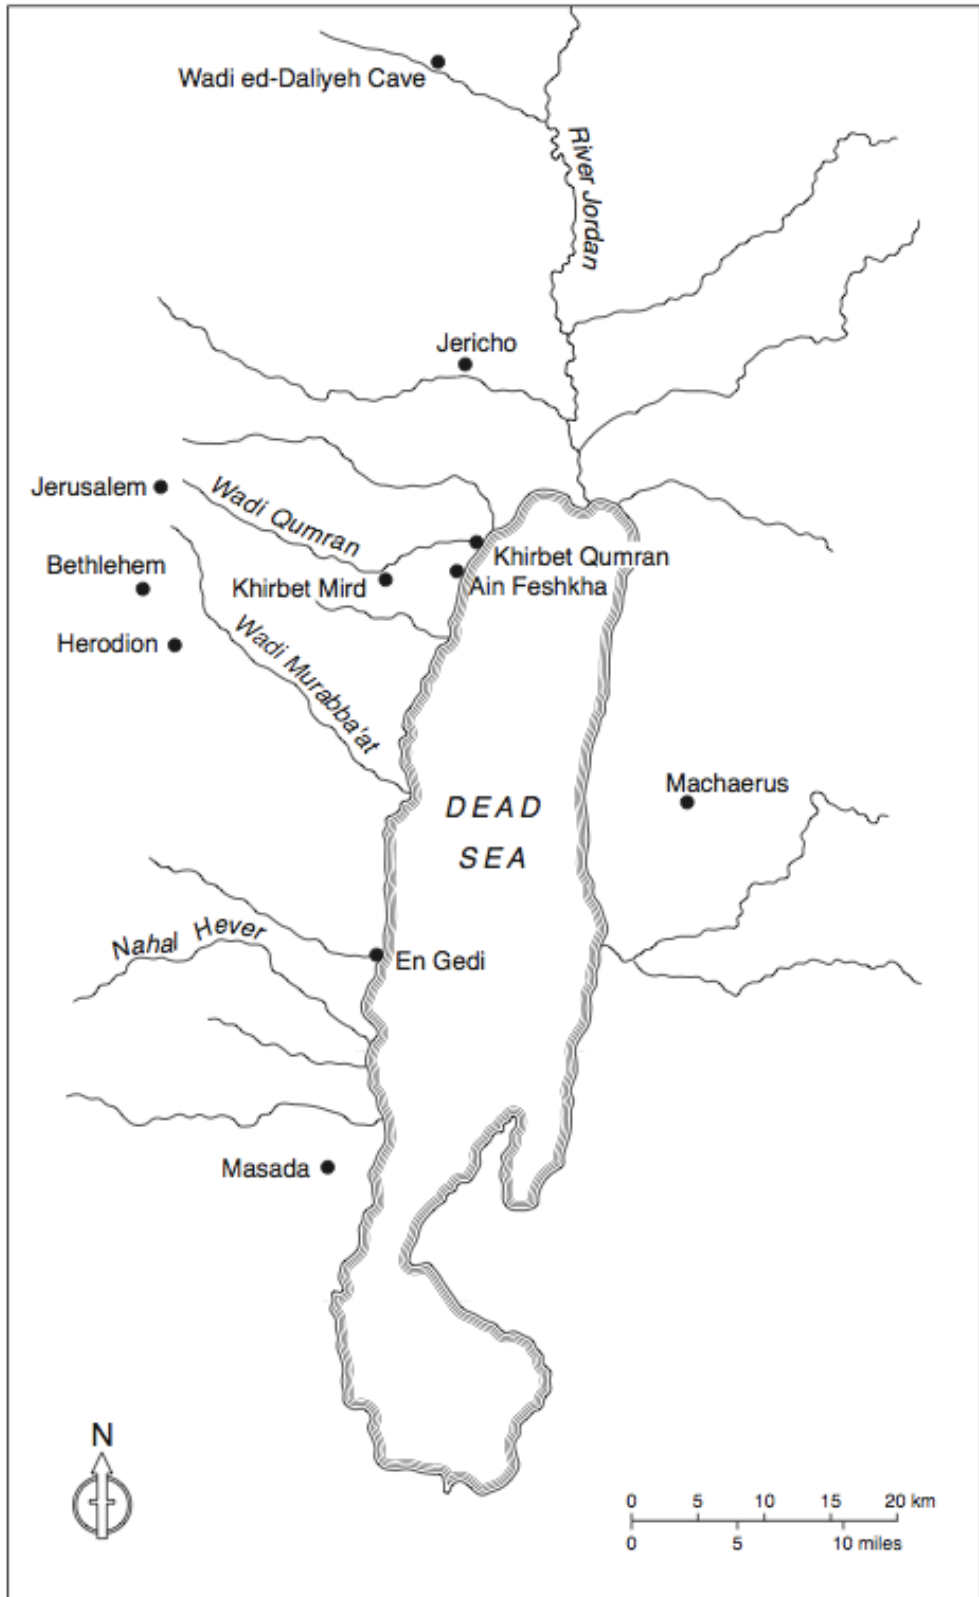 Wadi ed-Daliyeh Cave
River Jordan
Jericho
Jerusalem
Wadi Qumran
Khirbet Qumran
Bethlehem
Khirbet Mird
Ain Feshkha
Herodion
Wadi Murabba'at
Machaerus
DEAD
SEA
Nahal Hever
En Gedi
Masada
N
0 5 10 15 20 km
0 5 10 miles